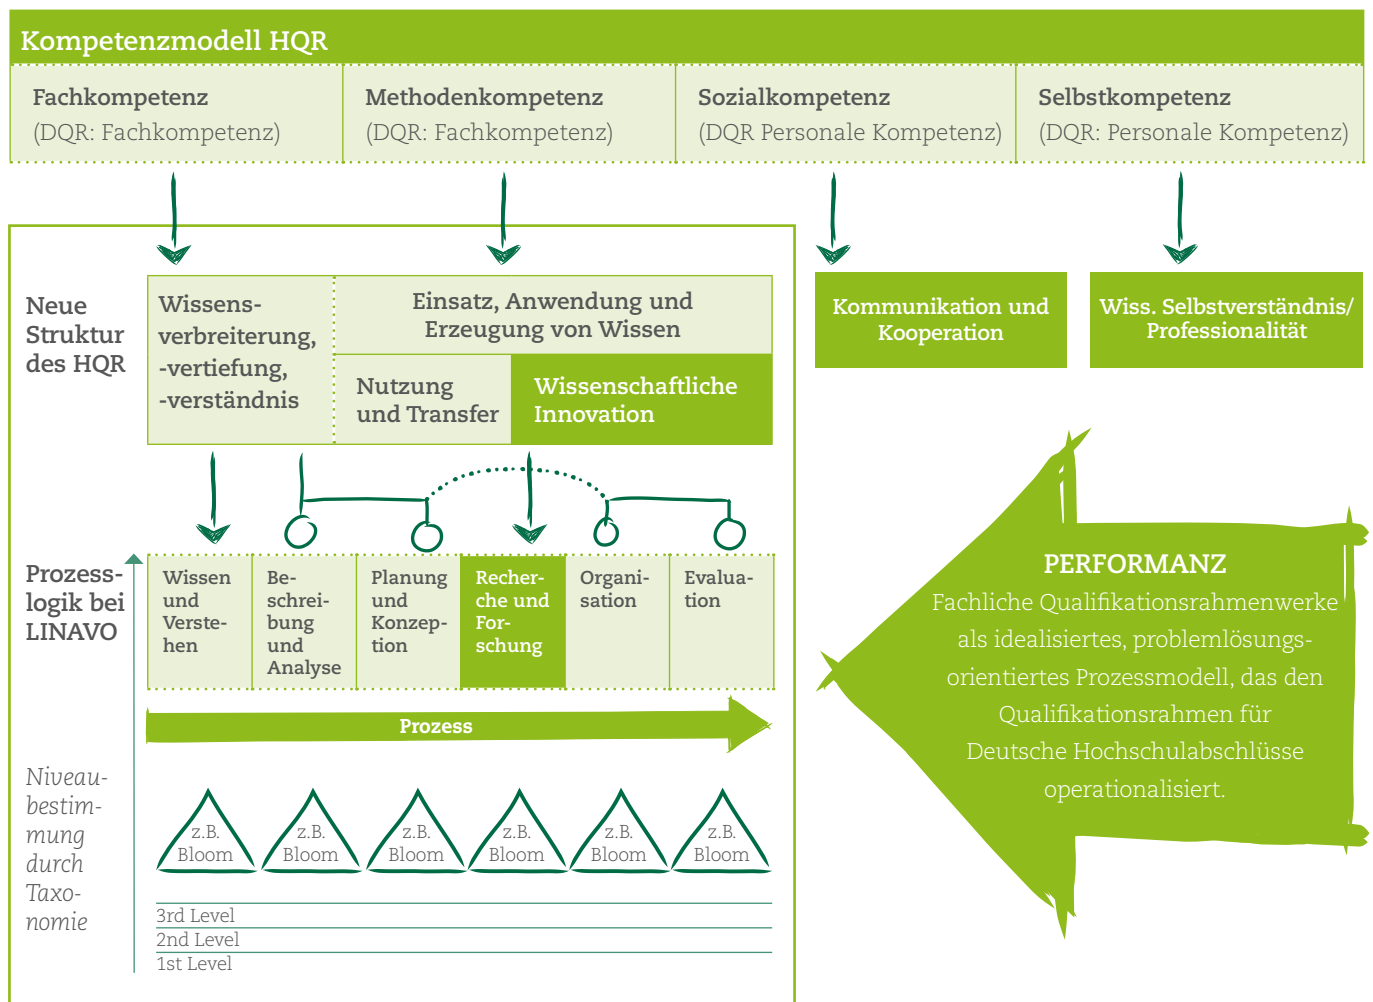 Kompetenzmodell HQR
Fachkompetenz
(DQR: Fachkompetenz)
Methodenkompetenz
(DQR: Fachkompetenz)
Sozialkompetenz
(DQR Personale Kompetenz)
Selbstkompetenz
(DQR: Personale Kompetenz)
Neue
Struktur
des HQR
Wissens-
verbreiterung,
-vertiefung,
-verständnis
Einsatz, Anwendung und
Erzeugung von Wissen
Nutzung
und Transfer
Wissenschaftliche
Innovation
Kommunikation und
Kooperation
Wiss. Selbstverständnis/
Professionalität
Prozess-
logik bei
LINAVO
Wissen
und
Verste-
hen
Be-
schrei-
bung
und
Analyse
Planung
und
Konzep-
tion
Recher-
che und
For-
schung
Organi-
sation
Evalua-
tion
Prozess
PERFORMANZ
Fachliche Qualifikationsrahmenwerke
als idealisiertes, problemlösungs-
orientiertes Prozessmodell, das den
Qualifikationsrahmen für
Deutsche Hochschulabschlüsse
operationalisiert.
Niveau-
bestim-
mung
durch
Taxo-
nomie
z.B.
Bloom
z.B.
Bloom
z.B.
Bloom
z.B.
Bloom
z.B.
Bloom
z.B.
Bloom
3rd Level
2nd Level
1st Level